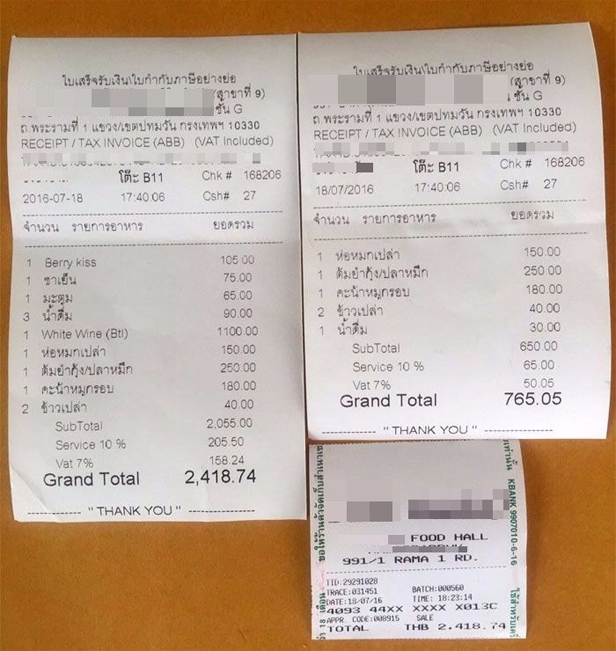 ใบเสร็จรับเงิน\ใบกำกับภาษีอย่างย่อ
(สาขาที่ 9)
ชั้น G
ถ.พระรามที่ 1 แขวง/เขตปทุมวัน กรุงเทพฯ 10330
RECEIPT / TAX INVOICE (ABB) (VAT Included)
โต๊ะ B11 Chk # 168206
2016-07-18 17:40:06 Csh# 27
จำนวน รายการอาหาร ยอดรวม
1 Berry kiss 105.00
1 ชาเย็น 75.00
1 มะตูม 65.00
3 น้ำดื่ม 90.00
1 White Wine (Btl) 1100.00
1 ห่อหมกเปล่า 150.00
1 ต้มยำกุ้ง/ปลาหมึก 250.00
1 คะน้าหมูกรอบ 180.00
2 ข้าวเปล่า 40.00
SubTotal 2,055.00
Service 10 % 205.50
Vat 7% 158.24
Grand Total 2,418.74
---------- " THANK YOU " ----------
ใบเสร็จรับเงิน\ใบกำกับภาษีอย่างย่อ
(สาขาที่ 9)
ชั้น G
ถ.พระรามที่ 1 แขวง/เขตปทุมวัน กรุงเทพฯ 10330
RECEIPT / TAX INVOICE (ABB) (VAT Included)
โต๊ะ B11 Chk # 168206
18/07/2016 17:40:06 Csh# 27
จำนวน รายการอาหาร ยอดรวม
1 ห่อหมกเปล่า 150.00
1 ต้มยำกุ้ง/ปลาหมึก 250.00
1 คะน้าหมูกรอบ 180.00
2 ข้าวเปล่า 40.00
1 น้ำดื่ม 30.00
SubTotal 650.00
Service 10 % 65.00
Vat 7% 50.05
Grand Total 765.05
---------- " THANK YOU " ----------
FOOD HALL
991/1 RAMA 1 RD.
TID:29291028
TRACE:031451 BATCH:000560
DATE:18/07/16 TIME: 18:23:14
4093 44XX XXXX X013C
APPR. CODE:008915 SALE
TOTAL THB 2,418.74
KBANK 9907010-6-16